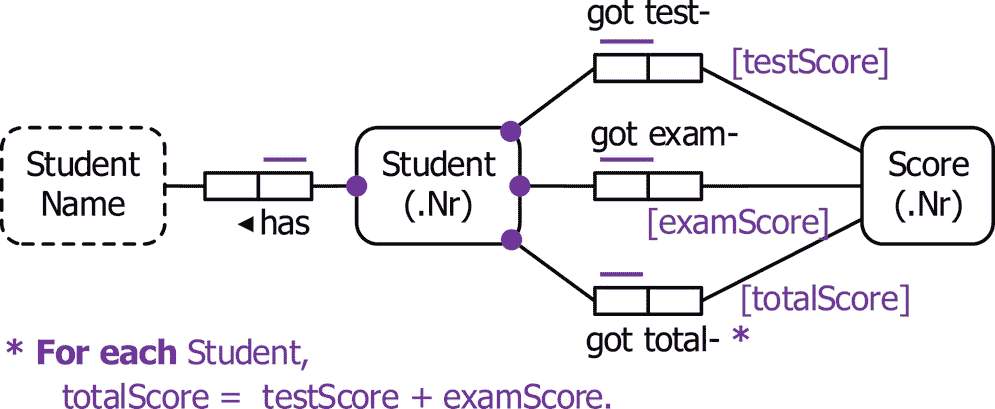 got test-
[testScore]
Student
Name
◄has
Student
(.Nr)
got exam-
[examScore]
Score
(.Nr)
[totalScore]
got total- *
* For each Student,
totalScore = testScore + examScore.